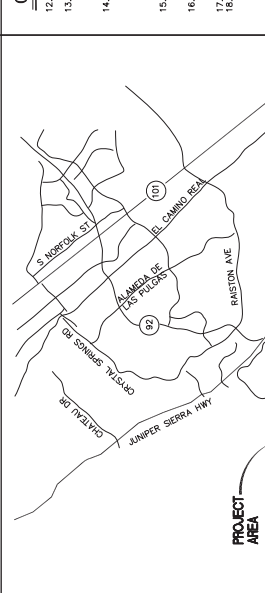 12.
13.
14.
15.
16.
17.
18.
S NORFOLK ST
101
EL CAMINO REAL
ALAMEDA DE
LAS PULGAS
92
RAISTON AVE
CRYSTAL SPRINGS RD
CHATEAU DR
JUNIPER SIERRA HWY
PROJECT
AREA